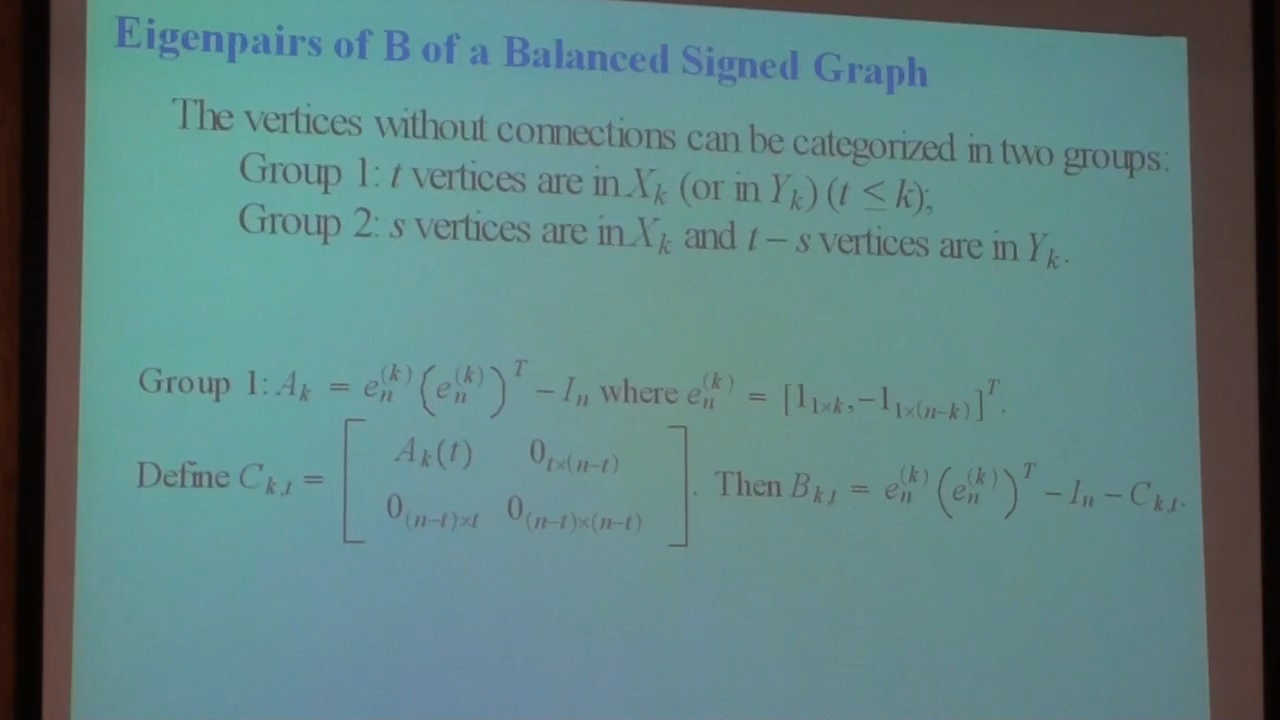 Eigenpairs of B of a Balanced Signed Graph
The vertices without connections can be categorized in two groups:
Group 1: t vertices are in X_k (or in Y_k) (t ≤ k);
Group 2: s vertices are in X_k and t − s vertices are in Y_k.
Group 1: A_k = e_n^(k) (e_n^(k))^T − I_n where e_n^(k) = [1_{1×k}, −1_{1×(n−k)}]^T.
Define C_{k,t} = [ A_k(t) 0_{t×(n−t)} ; 0_{(n−t)×t} 0_{(n−t)×(n−t)} ]. Then B_{k,t} = e_n^(k) (e_n^(k))^T − I_n − C_{k,t}.